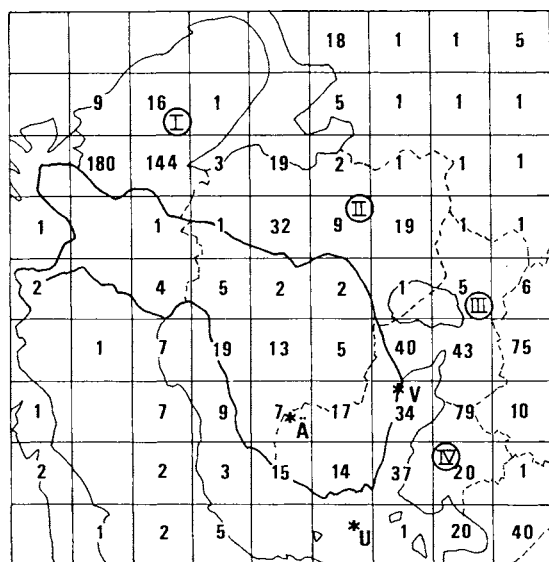 18 1 1 5
9 16 1 5 1 1 1
I
180 144 3 19 2 1 1 1
II
1 1 1 32 9 19 1 1
2 4 5 2 2 1 5 6
III
1 7 19 13 5 40 43 75
*V
1 7 9 7 17 34 79 10
*Ä
IV
2 2 3 15 14 37 20 1
*U
1 2 5 1 20 40